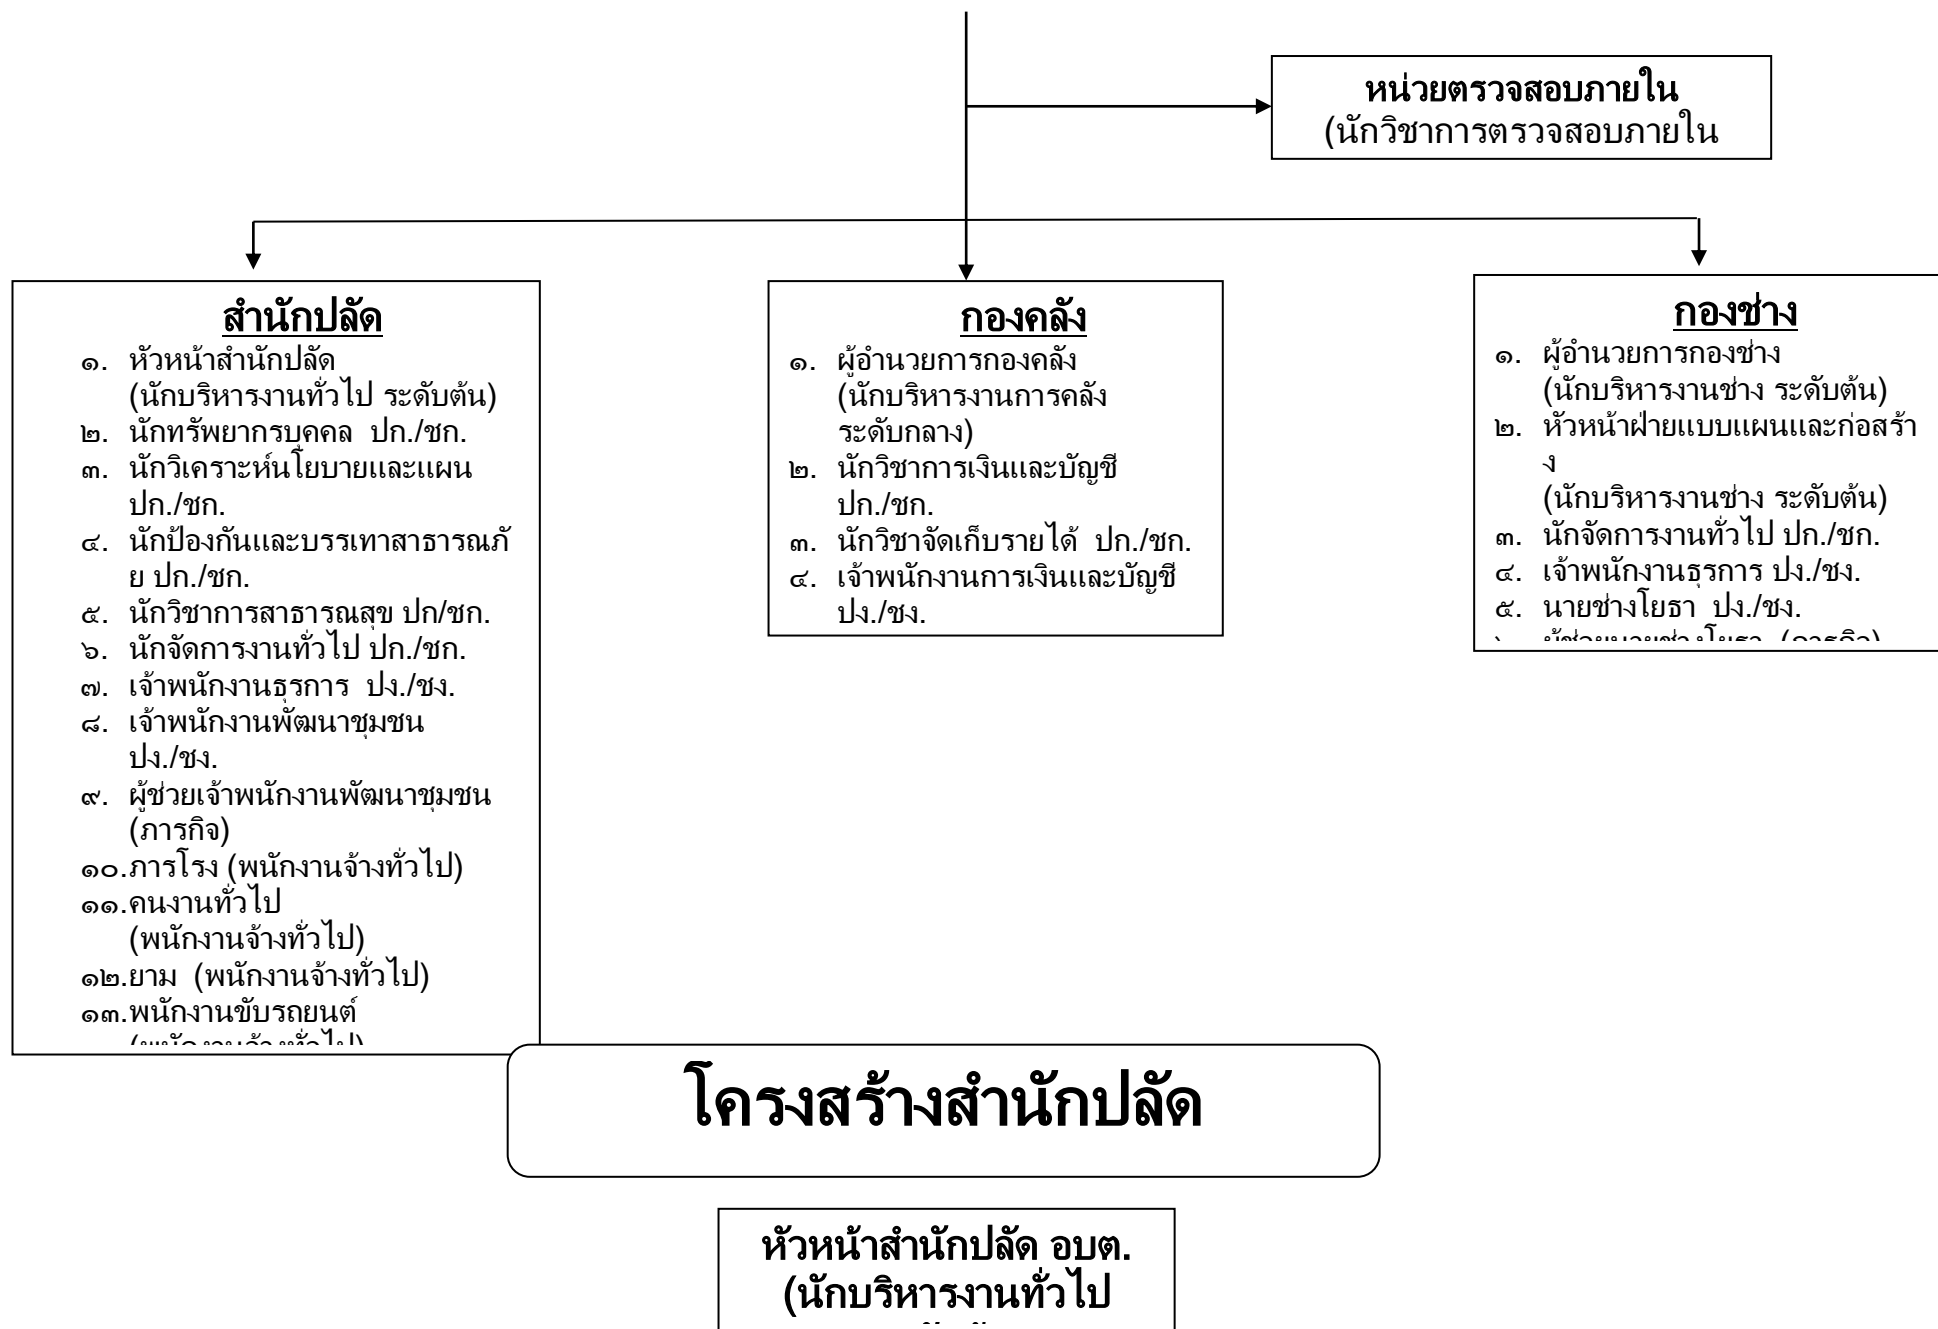 หน่วยตรวจสอบภายใน
(นักวิชาการตรวจสอบภายใน
สำนักปลัด
๑. หัวหน้าสำนักปลัด
(นักบริหารงานทั่วไป ระดับต้น)
๒. นักทรัพยากรบุคคล ปก./ชก.
๓. นักวิเคราะห์นโยบายและแผน
ปก./ชก.
๔. นักป้องกันและบรรเทาสาธารณภั
ย ปก./ชก.
๕. นักวิชาการสาธารณสุข ปก/ชก.
๖. นักจัดการงานทั่วไป ปก./ชก.
๗. เจ้าพนักงานธุรการ ปง./ชง.
๘. เจ้าพนักงานพัฒนาชุมชน
ปง./ชง.
๙. ผู้ช่วยเจ้าพนักงานพัฒนาชุมชน
(ภารกิจ)
๑๐.ภารโรง (พนักงานจ้างทั่วไป)
๑๑.คนงานทั่วไป
(พนักงานจ้างทั่วไป)
๑๒.ยาม (พนักงานจ้างทั่วไป)
๑๓.พนักงานขับรถยนต์
(พนักงานจ้างทั่วไป)
กองคลัง
๑. ผู้อำนวยการกองคลัง
(นักบริหารงานการคลัง
ระดับกลาง)
๒. นักวิชาการเงินและบัญชี
ปก./ชก.
๓. นักวิชาจัดเก็บรายได้ ปก./ชก.
๔. เจ้าพนักงานการเงินและบัญชี
ปง./ชง.
กองช่าง
๑. ผู้อำนวยการกองช่าง
(นักบริหารงานช่าง ระดับต้น)
๒. หัวหน้าฝ่ายแบบแผนและก่อสร้า
ง
(นักบริหารงานช่าง ระดับต้น)
๓. นักจัดการงานทั่วไป ปก./ชก.
๔. เจ้าพนักงานธุรการ ปง./ชง.
๕. นายช่างโยธา ปง./ชง.
ผู้ช่วยนายช่างโยธา (ภารกิจ)
โครงสร้างสำนักปลัด
หัวหน้าสำนักปลัด อบต.
(นักบริหารงานทั่วไป